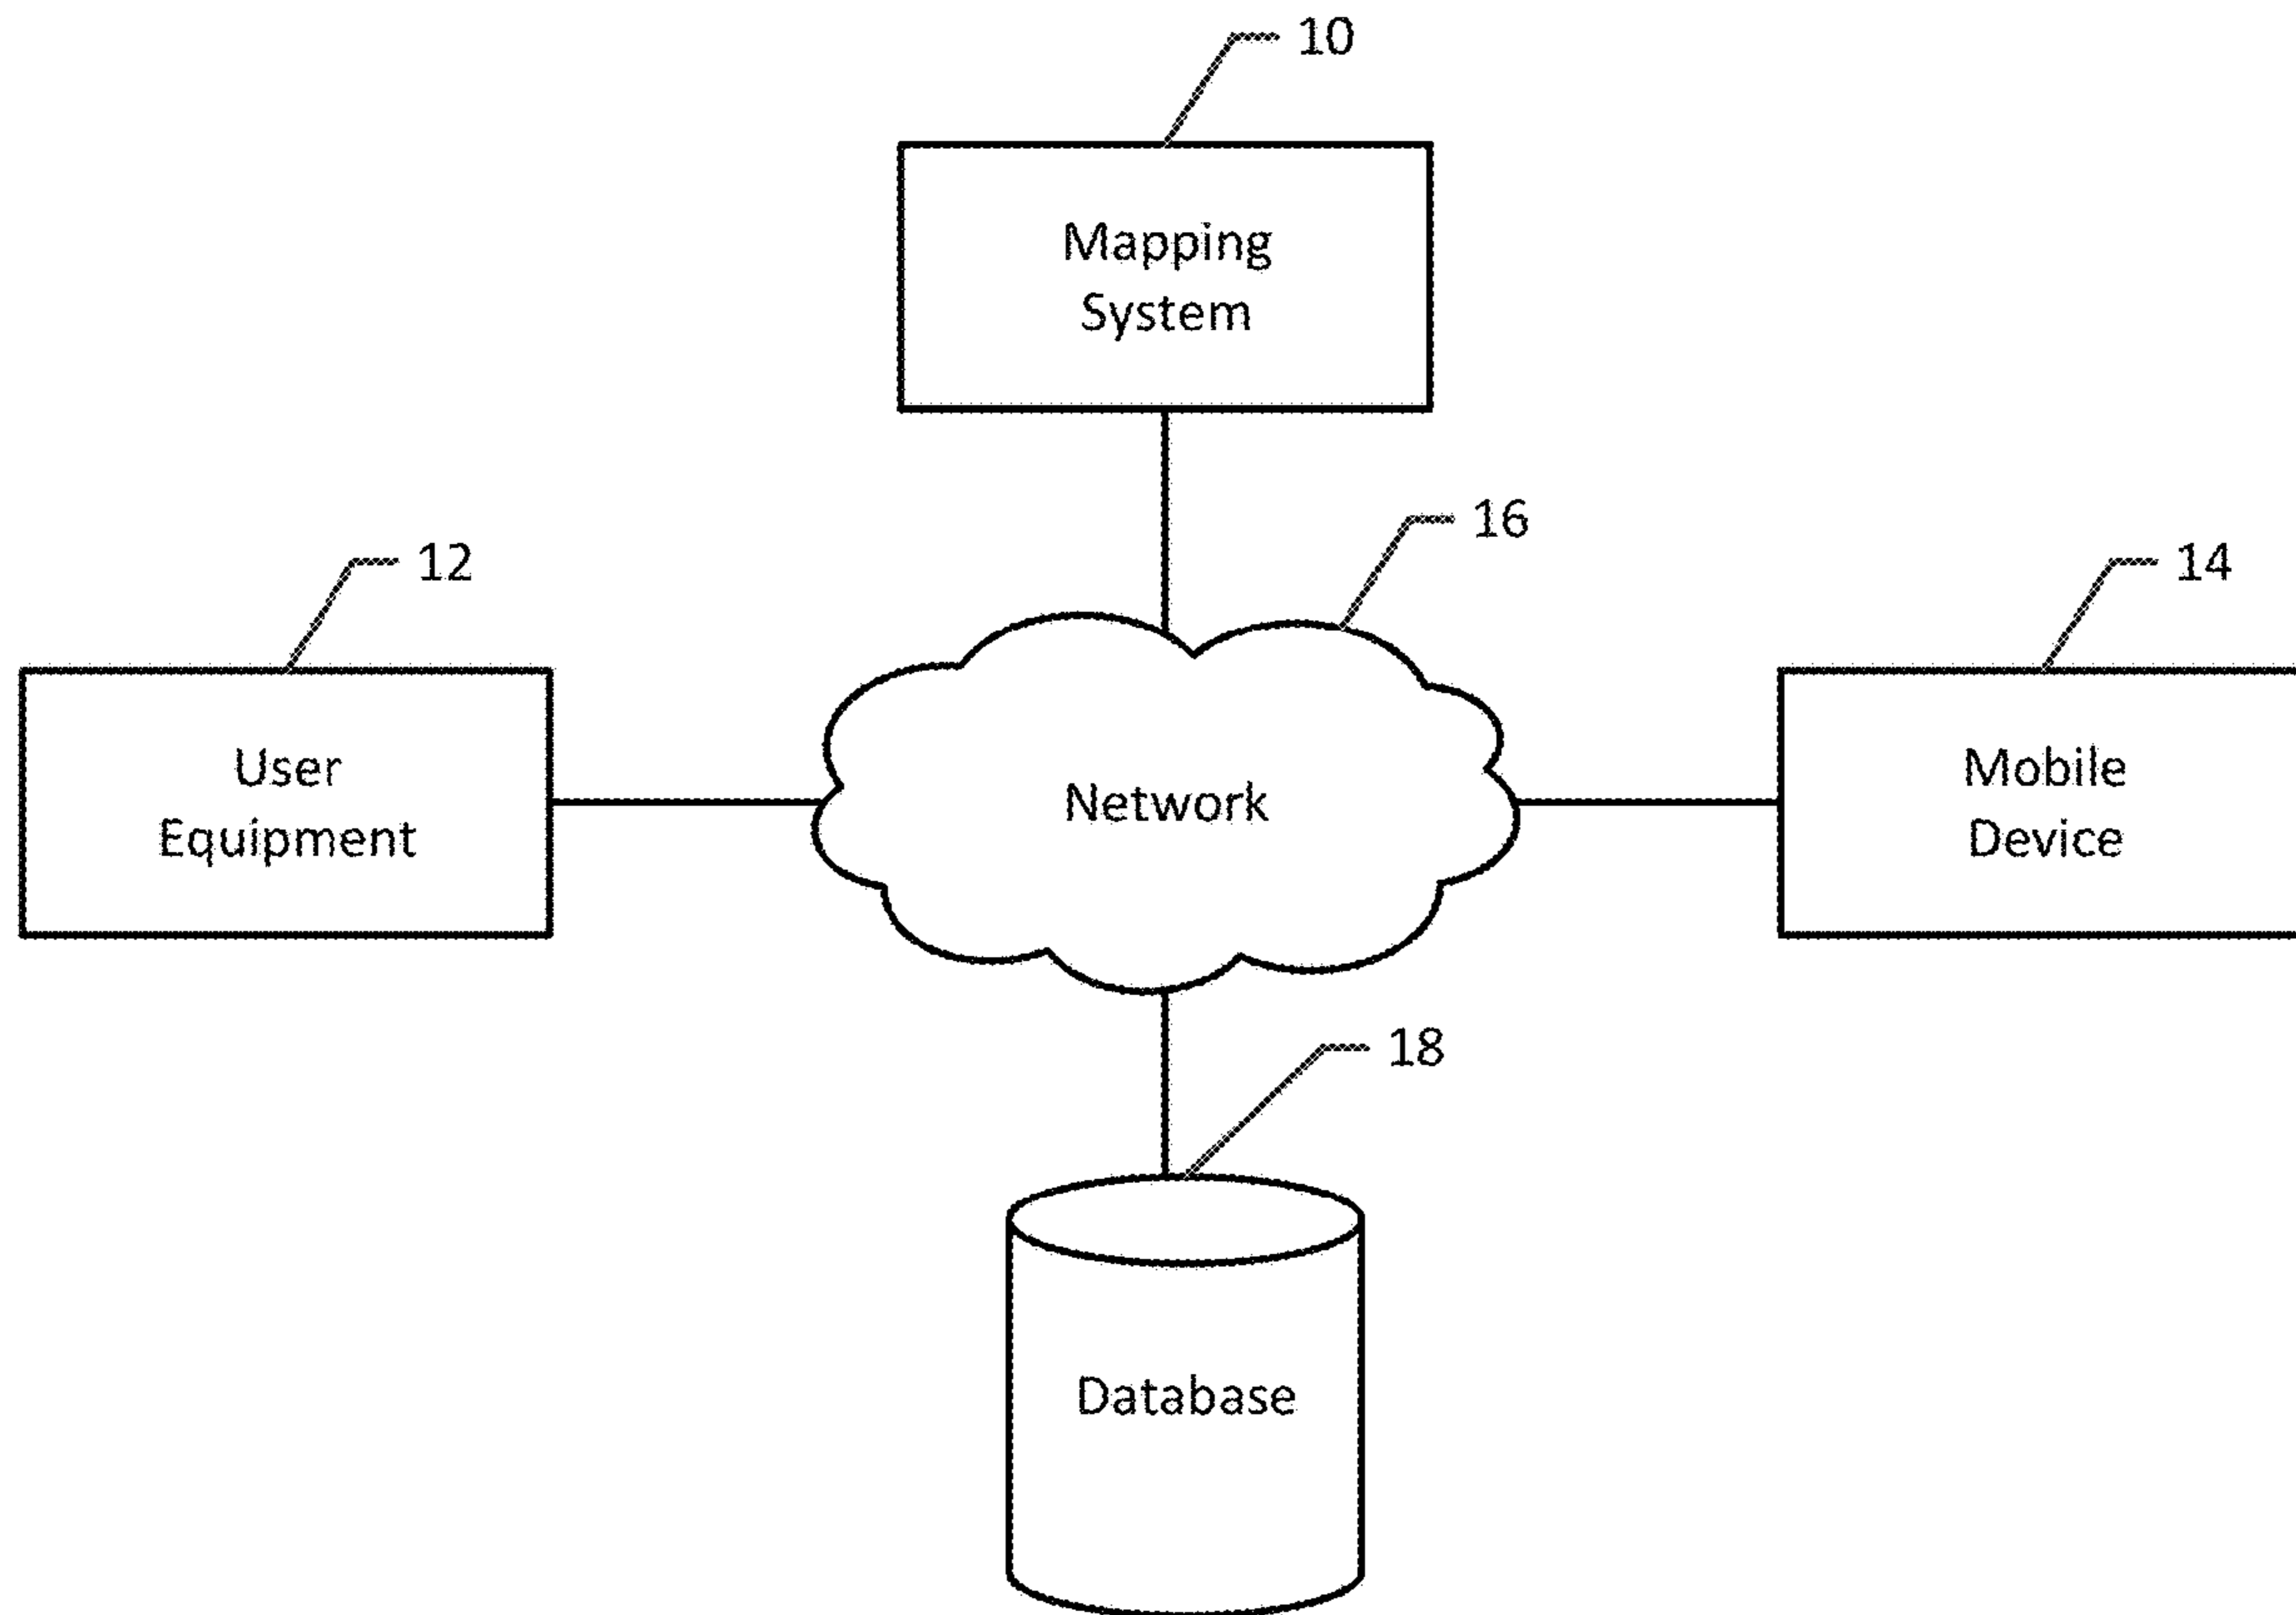 10
Mapping
System
16
12
14
User
Equipment
Network
Mobile
Device
18
Database